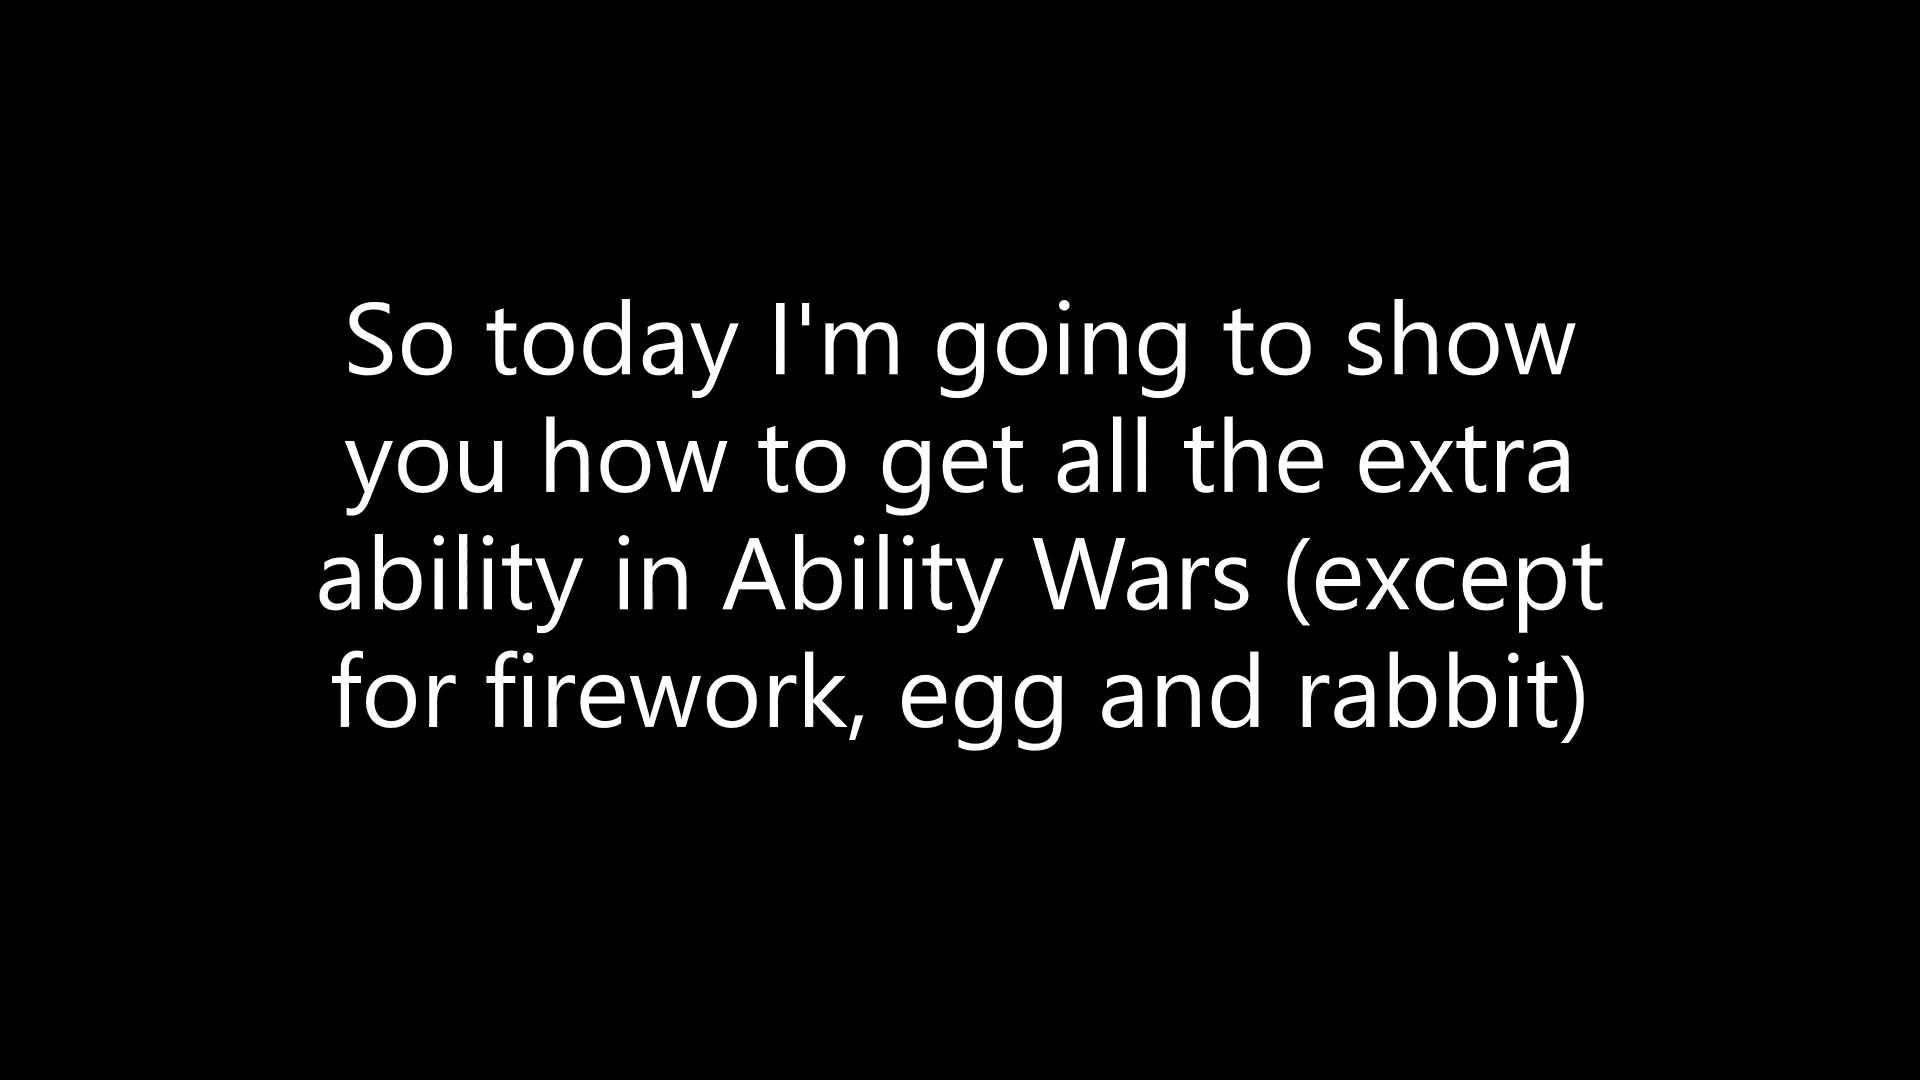 So today I'm going to show
you how to get all the extra
ability in Ability Wars (except
for firework, egg and rabbit)